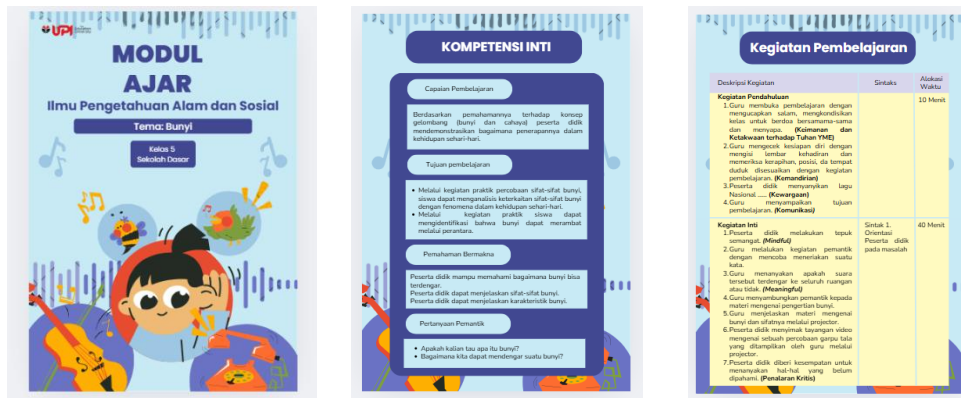 UPI
MODUL
AJAR
Ilmu Pengetahuan Alam dan Sosial
Tema: Bunyi
Kelas 5
Sekolah Dasar
KOMPETENSI INTI
Capaian Pembelajaran
Berdasarkan pemahamannya terhadap konsep
gelombang (bunyi dan cahaya) peserta didik
mendemonstrasikan bagaimana penerapannya dalam
kehidupan sehari-hari.
Tujuan pembelajaran
• Melalui kegiatan praktik percobaan sifat-sifat bunyi,
siswa dapat menganalisis keterkaitan sifat-sifat bunyi
dengan fenomena dalam kehidupan sehari-hari.
• Melalui kegiatan praktik siswa dapat
mengidentifikasi bahwa bunyi dapat merambat
melalui perantara.
Pemahaman Bermakna
Peserta didik mampu memahami bagaimana bunyi bisa
terdengar.
Peserta didik dapat menjelaskan sifat-sifat bunyi.
Peserta didik dapat menjelaskan karakteristik bunyi.
Pertanyaan Pemantik
• Apakah kalian tau apa itu bunyi?
• Bagaimana kita dapat mendengar suatu bunyi?
Kegiatan Pembelajaran
Deskripsi Kegiatan Sintaks Alokasi
Waktu
Kegiatan Pendahuluan 10 Menit
1.Guru membuka pembelajaran dengan
mengucapkan salam, mengkondisikan
kelas untuk berdoa bersamama-sama
dan menyapa. (Keimanan dan
Ketakwaan terhadap Tuhan YME)
2.Guru mengecek kesiapan diri dengan
mengisi lembar kehadiran dan
memeriksa kerapihan, posisi, da tempat
duduk disesuaikan dengan kegiatan
pembelajaran. (Kemandirian)
3.Peserta didik menyanyikan lagu
Nasional ...... (Kewargaan)
4.Guru menyampaikan tujuan
pembelajaran. (Komunikasi)
Kegiatan Inti Sintak 1. 40 Menit
1.Peserta didik melakukan tepuk Orientasi
semangat. (Mindful) Peserta didik
2.Guru melalukan kegiatan pemantik pada masalah
dengan mencoba meneriakan suatu
kata.
3.Guru menanyakan apakah suara
tersebut terdengar ke seluruh ruangan
atau tidak. (Meaningful)
4.Guru menyambungkan pemantik kepada
materi mengenai pengertian bunyi.
5.Guru menjelaskan materi mengenai
bunyi dan sifatnya melalui projector.
6.Peserta didik menyimak tayangan video
mengenai sebuah percobaan garpu tala
yang ditampilkan oleh guru melalui
projector.
7.Peserta didik diberi kesempatan untuk
menanyakan hal-hal yang belum
dipahami. (Penalaran Kritis)